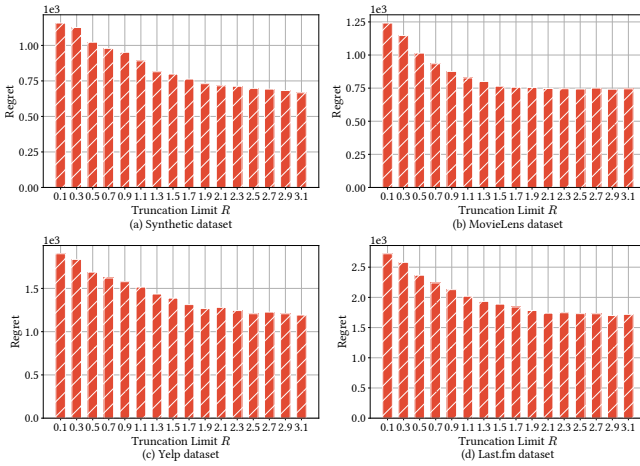 1e3
1.00
0.75
0.50
0.25
0.00
Regret
0.1 0.3 0.5 0.7 0.9 1.1 1.3 1.5 1.7 1.9 2.1 2.3 2.5 2.7 2.9 3.1
Truncation Limit R
(a) Synthetic dataset
1e3
1.25
1.00
0.75
0.50
0.25
0.00
Regret
0.1 0.3 0.5 0.7 0.9 1.1 1.3 1.5 1.7 1.9 2.1 2.3 2.5 2.7 2.9 3.1
Truncation Limit R
(b) MovieLens dataset
1e3
1.5
1.0
0.5
0.0
Regret
0.1 0.3 0.5 0.7 0.9 1.1 1.3 1.5 1.7 1.9 2.1 2.3 2.5 2.7 2.9 3.1
Truncation Limit R
(c) Yelp dataset
1e3
2.5
2.0
1.5
1.0
0.5
0.0
Regret
0.1 0.3 0.5 0.7 0.9 1.1 1.3 1.5 1.7 1.9 2.1 2.3 2.5 2.7 2.9 3.1
Truncation Limit R
(d) Last.fm dataset